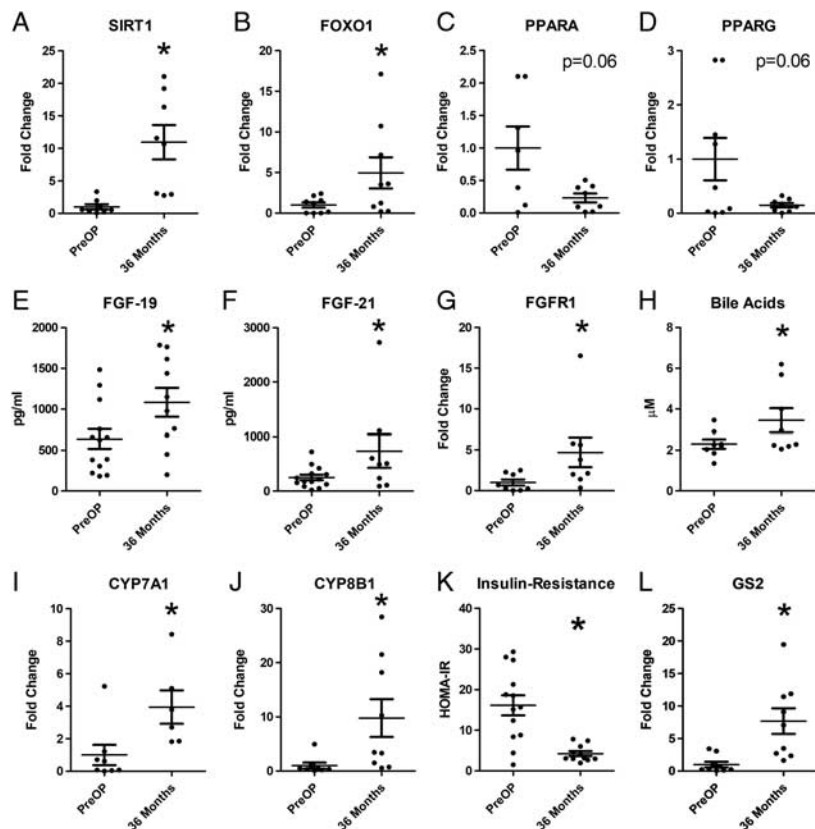 A SIRT1 B FOXO1 C PPARA D PPARG
* * p=0.06 p=0.06
Fold Change 25 20 15 10 5 0 PreOP 36 Months
Fold Change 20 15 10 5 0 PreOP 36 Months
Fold Change 2.5 2.0 1.5 1.0 0.5 0.0 PreOP 36 Months
Fold Change 3 2 1 0 PreOP 36 Months
E FGF-19 F FGF-21 G FGFR1 H Bile Acids
* * * *
pg/ml 2000 1500 1000 500 0 PreOP 36 Months
pg/ml 3000 2000 1000 0 PreOP 36 Months
Fold Change 20 15 10 5 0 PreOP 36 Months
µM 8 6 4 2 0 PreOP 36 Months
I CYP7A1 J CYP8B1 K Insulin-Resistance L GS2
* * * *
Fold Change 10 8 6 4 2 0 PreOP 36 Months
Fold Change 30 20 10 0 PreOP 36 Months
HOMA-IR 40 30 20 10 0 PreOP 36 Months
Fold Change 25 20 15 10 5 0 PreOP 36 Months